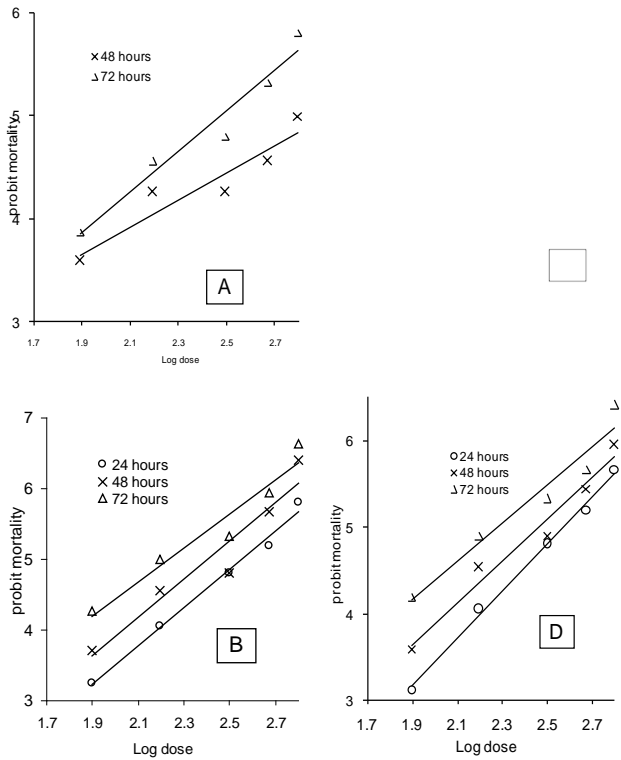 6
5
4
3
probit mortality
48 hours
72 hours
A
1.7 1.9 2.1 2.3 2.5 2.7
Log dose
7
6
5
4
3
probit mortality
24 hours
48 hours
72 hours
B
1.7 1.9 2.1 2.3 2.5 2.7
Log dose
6
5
4
3
probit mortality
24 hours
48 hours
72 hours
D
1.7 1.9 2.1 2.3 2.5 2.7
Log dose